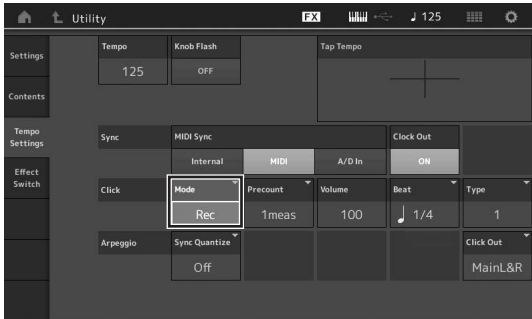 Utility FX ♩ 125
Settings
Contents
Tempo Settings
Effect Switch
Tempo Knob Flash Tap Tempo
125 OFF
Sync MIDI Sync Clock Out
Internal MIDI A/D In ON
Click Mode Precount Volume Beat Type
Rec 1meas 100 ♩ 1/4 1
Arpeggio Sync Quantize Click Out
Off MainL&R